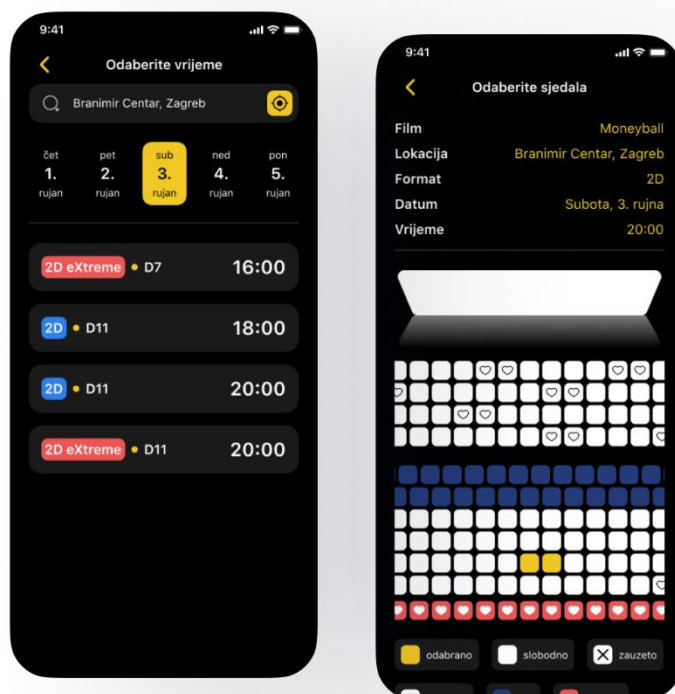 9:41
Odaberite vrijeme
Branimir Centar, Zagreb
čet pet sub ned pon
1. 2. 3. 4. 5.
rujan rujan rujan rujan rujan
2D eXtreme • D7 16:00
2D • D11 18:00
2D • D11 20:00
2D eXtreme • D11 20:00
9:41
Odaberite sjedala
Film Moneyball
Lokacija Branimir Centar, Zagreb
Format 2D
Datum Subota, 3. rujna
Vrijeme 20:00
odabrano slobodno zauzeto